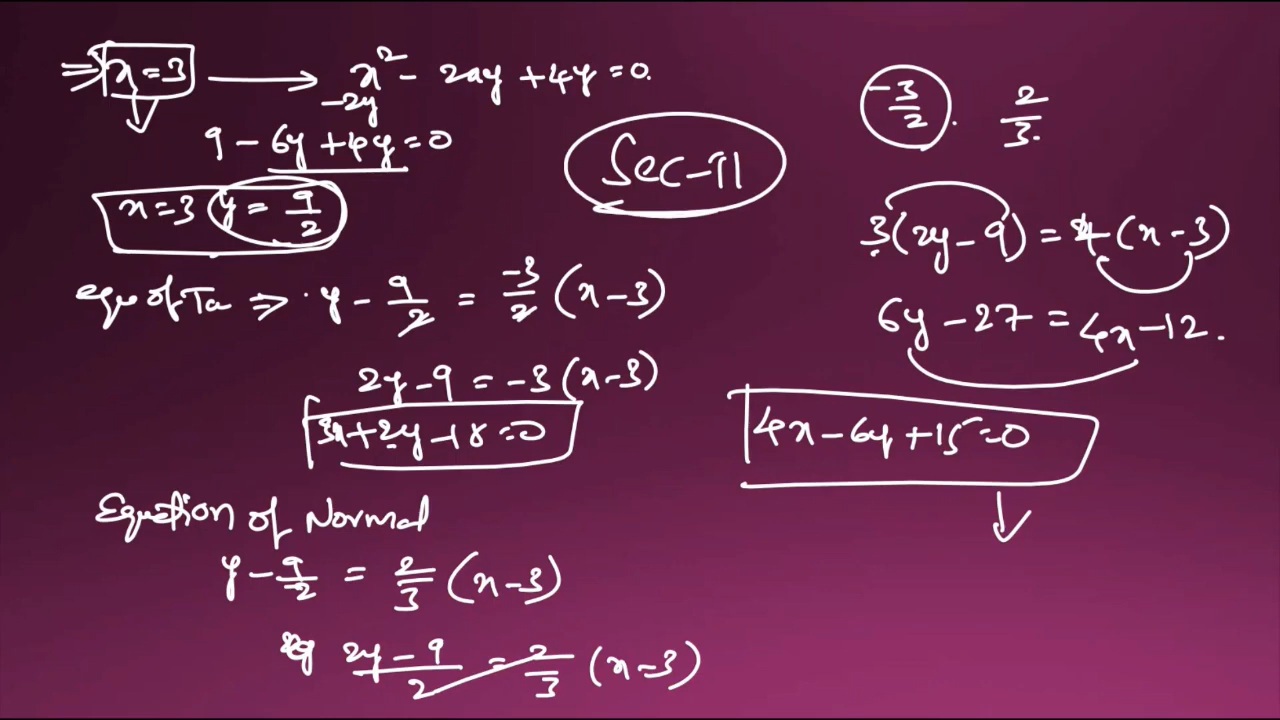 ⇒ x=3 ⟶ x² - 2xy + 4y = 0.
-2y
9 - 6y + 4y = 0
x=3 y = 9/2
equ of Ta ⇒ y - 9/2 = -3/2 (x-3)
2y - 9 = -3(x-3)
3x+2y-18=0
Equation of Normal
y - 9/2 = 2/3 (x-3)
(2y-9)/2 = 2/3 (x-3)
Sec-II
-3/2 . 2/3.
3(2y-9) = 4(x-3)
6y - 27 = 4x - 12.
4x - 6y + 15 = 0